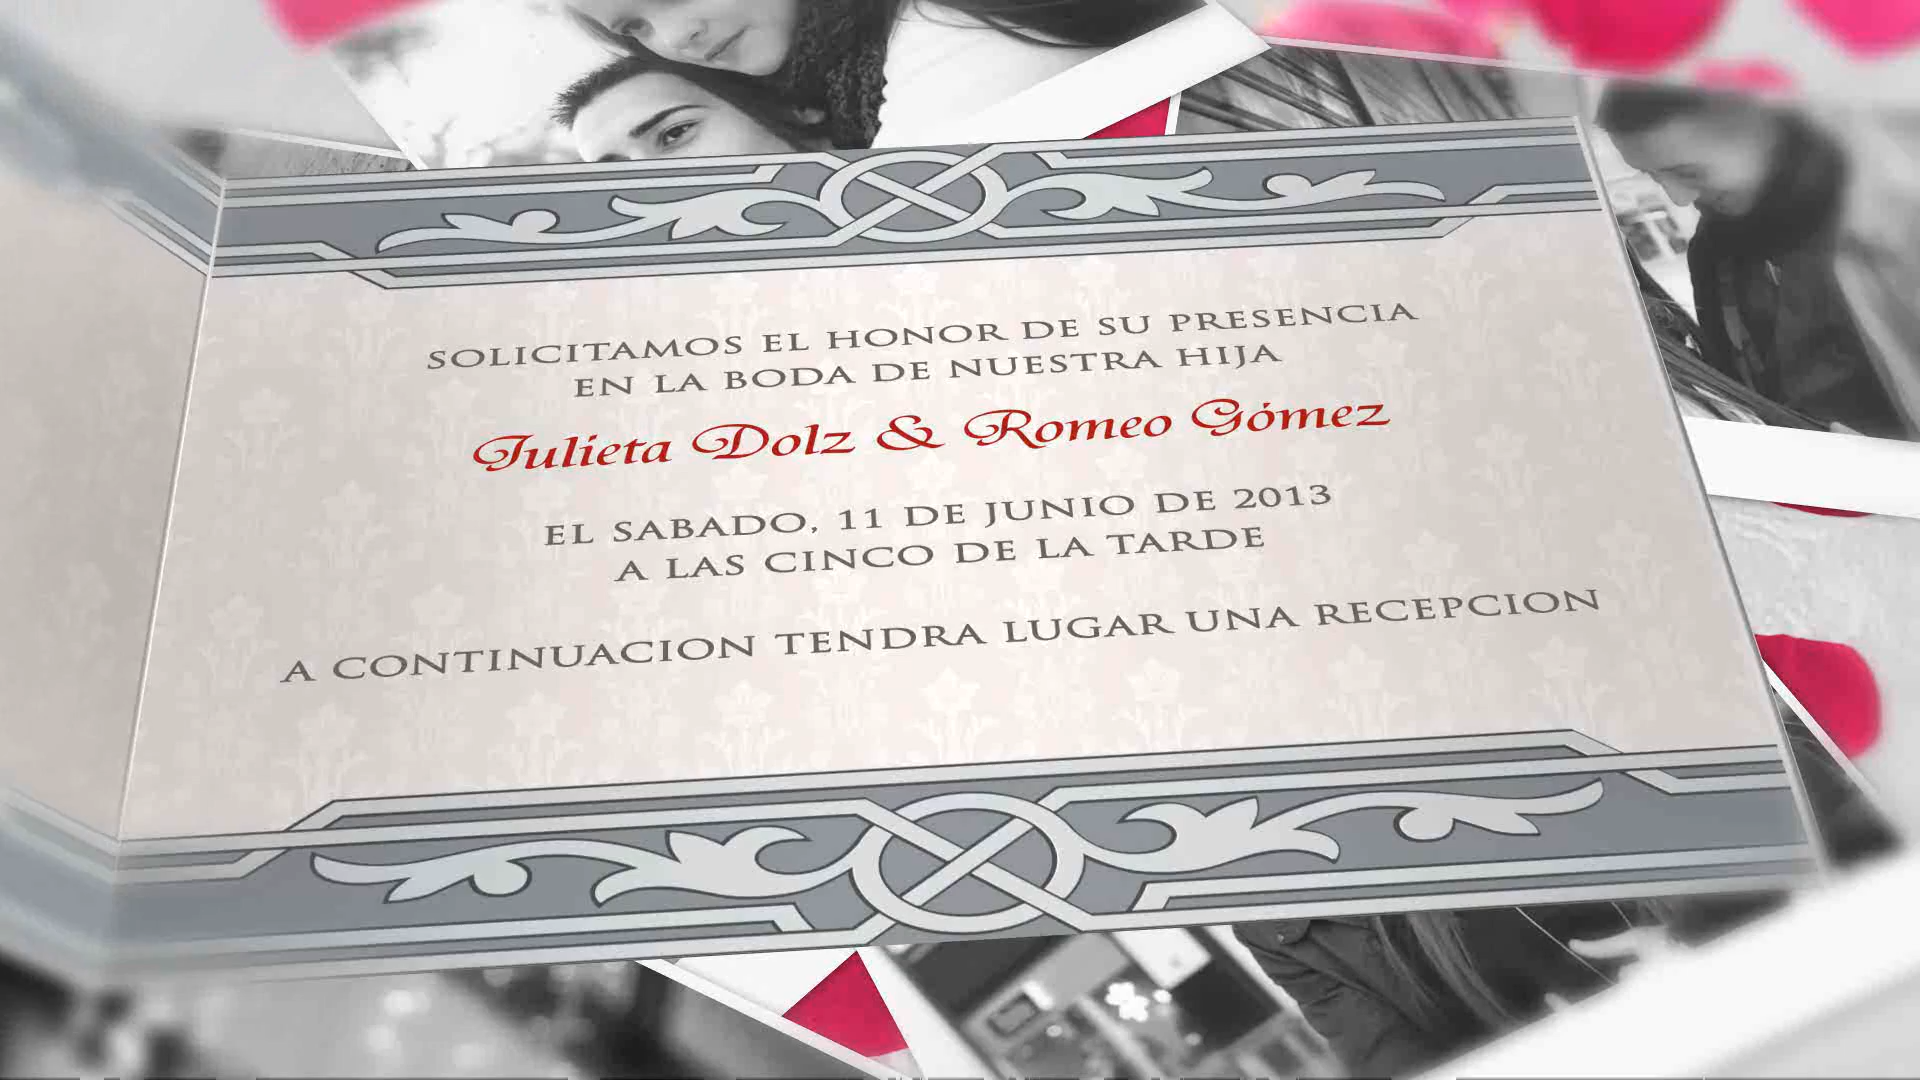 SOLICITAMOS EL HONOR DE SU PRESENCIA
EN LA BODA DE NUESTRA HIJA
Julieta Dolz & Romeo Gómez
EL SABADO, 11 DE JUNIO DE 2013
A LAS CINCO DE LA TARDE
A CONTINUACION TENDRA LUGAR UNA RECEPCION